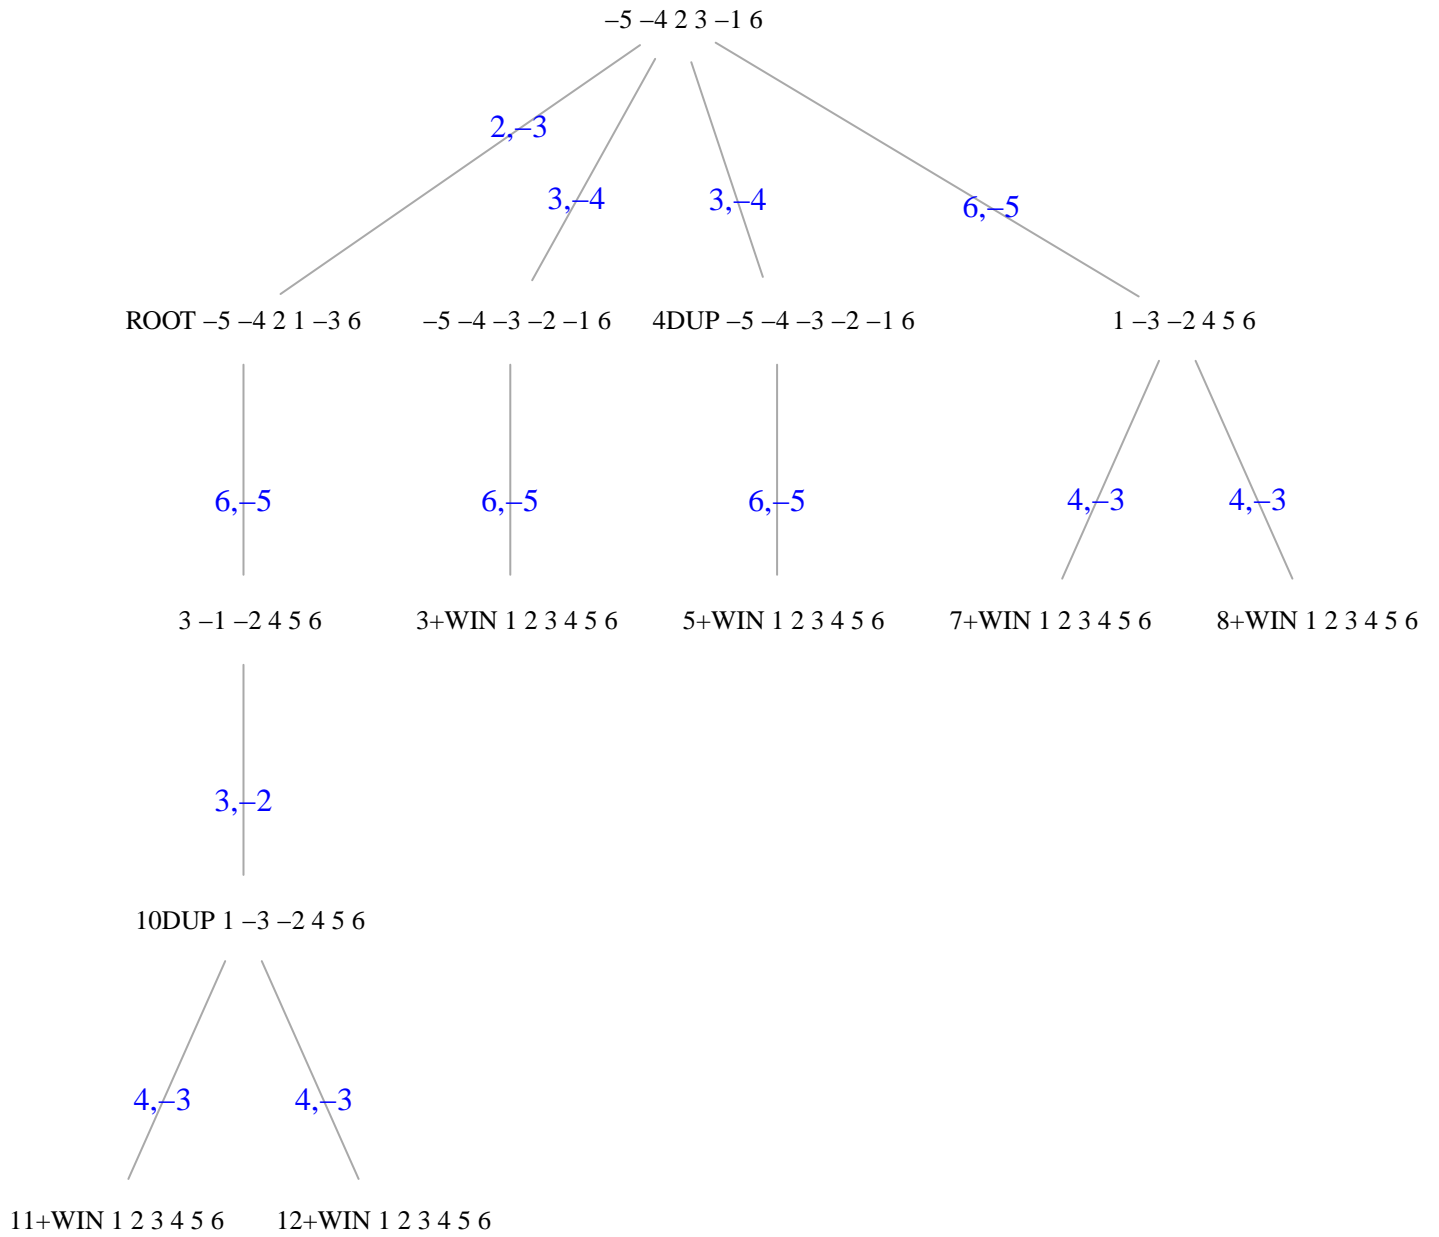 –5 –4 2 3 –1 6
2,–3
3,–4
3,–4
6,–5
ROOT –5 –4 2 1 –3 6
–5 –4 –3 –2 –1 6
4DUP –5 –4 –3 –2 –1 6
1 –3 –2 4 5 6
6,–5
6,–5
6,–5
4,–3
4,–3
3 –1 –2 4 5 6
3+WIN 1 2 3 4 5 6
5+WIN 1 2 3 4 5 6
7+WIN 1 2 3 4 5 6
8+WIN 1 2 3 4 5 6
3,–2
10DUP 1 –3 –2 4 5 6
4,–3
4,–3
11+WIN 1 2 3 4 5 6
12+WIN 1 2 3 4 5 6